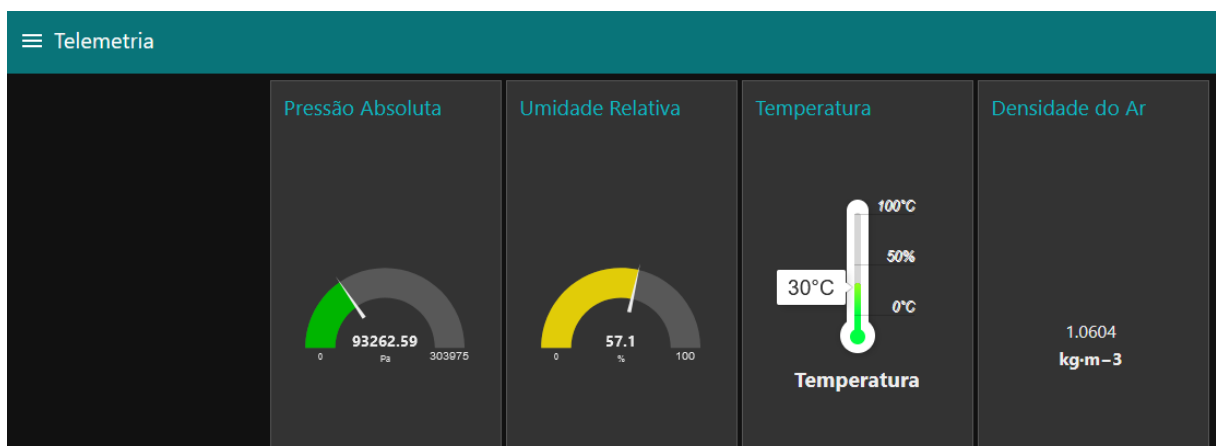 Telemetria
Pressão Absoluta
93262.59
0 Pa 303975
Umidade Relativa
57.1
0 % 100
Temperatura
100°C
50%
30°C
0°C
Temperatura
Densidade do Ar
1.0604
kg·m−3